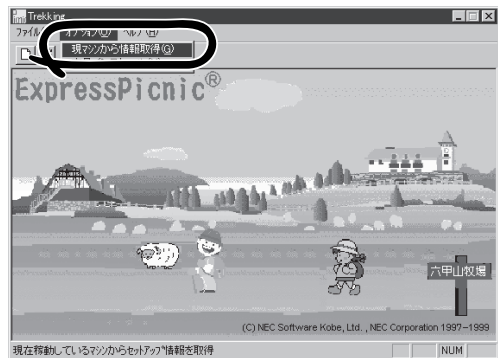 Trekking
ファイル オプション(O) ヘルプ(H)
現マシンから情報取得(G)
ExpressPicnic®
六甲山牧場
(C) NEC Software Kobe, Ltd. , NEC Corporation 1997-1999
現在稼動しているマシンからセットアップ情報を取得
NUM